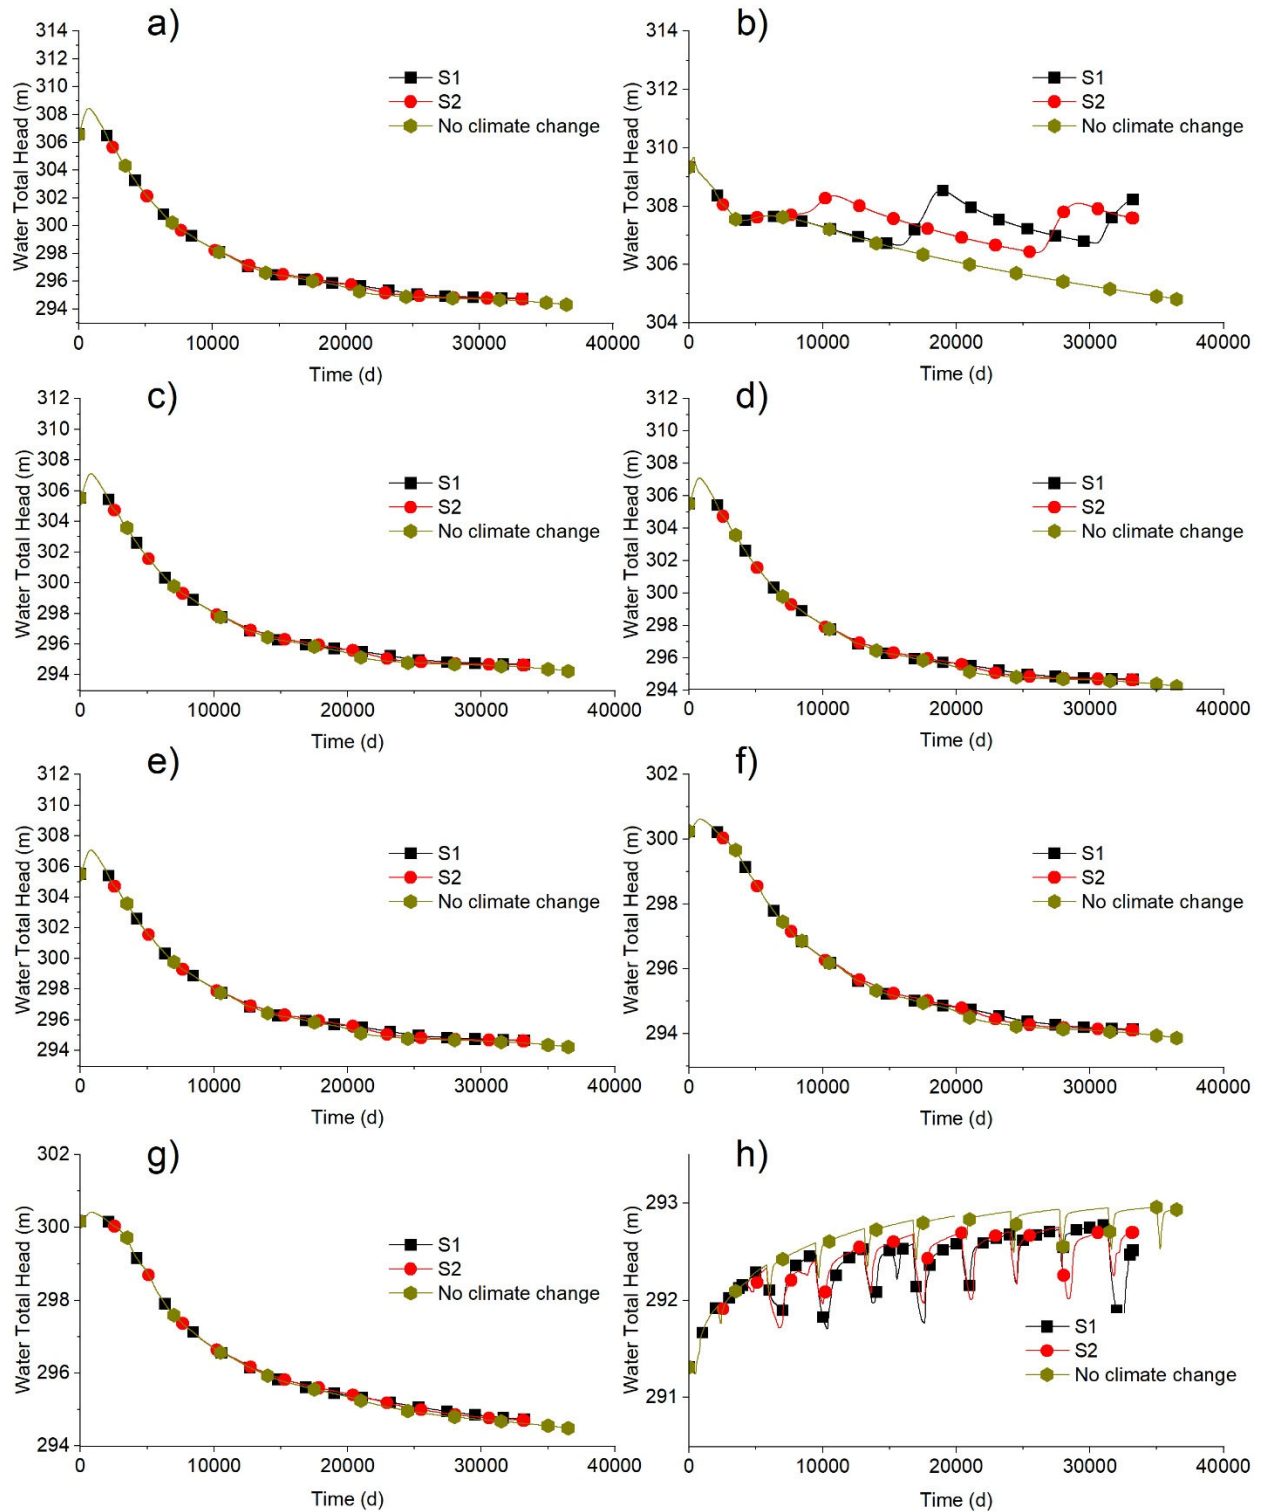 a)
Water Total Head (m)
314
312
310
308
306
304
302
300
298
296
294
0
10000
20000
30000
40000
Time (d)
S1
S2
No climate change
b)
Water Total Head (m)
314
312
310
308
306
304
0
10000
20000
30000
40000
Time (d)
S1
S2
No climate change
c)
Water Total Head (m)
312
310
308
306
304
302
300
298
296
294
0
10000
20000
30000
40000
Time (d)
S1
S2
No climate change
d)
Water Total Head (m)
312
310
308
306
304
302
300
298
296
294
0
10000
20000
30000
40000
Time (d)
S1
S2
No climate change
e)
Water Total Head (m)
312
310
308
306
304
302
300
298
296
294
0
10000
20000
30000
40000
Time (d)
S1
S2
No climate change
f)
Water Total Head (m)
302
300
298
296
294
0
10000
20000
30000
40000
Time (d)
S1
S2
No climate change
g)
Water Total Head (m)
302
300
298
296
294
0
10000
20000
30000
40000
Time (d)
S1
S2
No climate change
h)
Water Total Head (m)
293
292
291
0
10000
20000
30000
40000
Time (d)
S1
S2
No climate change